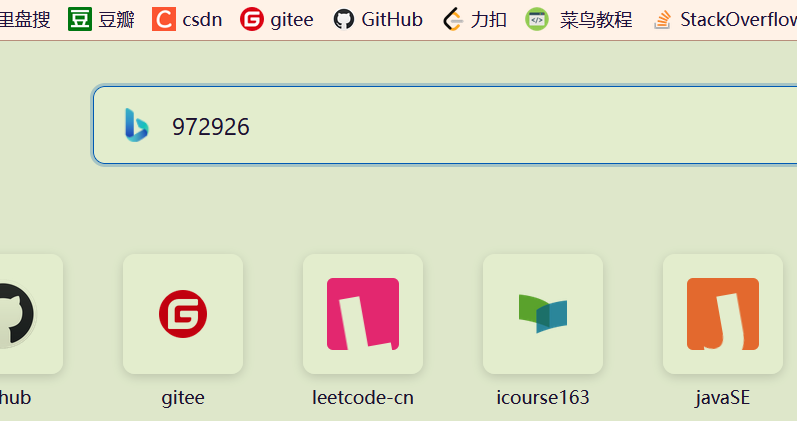 里盘搜 豆 豆瓣 C csdn G gitee GitHub 力扣 </> 菜鸟教程 StackOverflow
972926
G L J
hub gitee leetcode-cn icourse163 javaSE